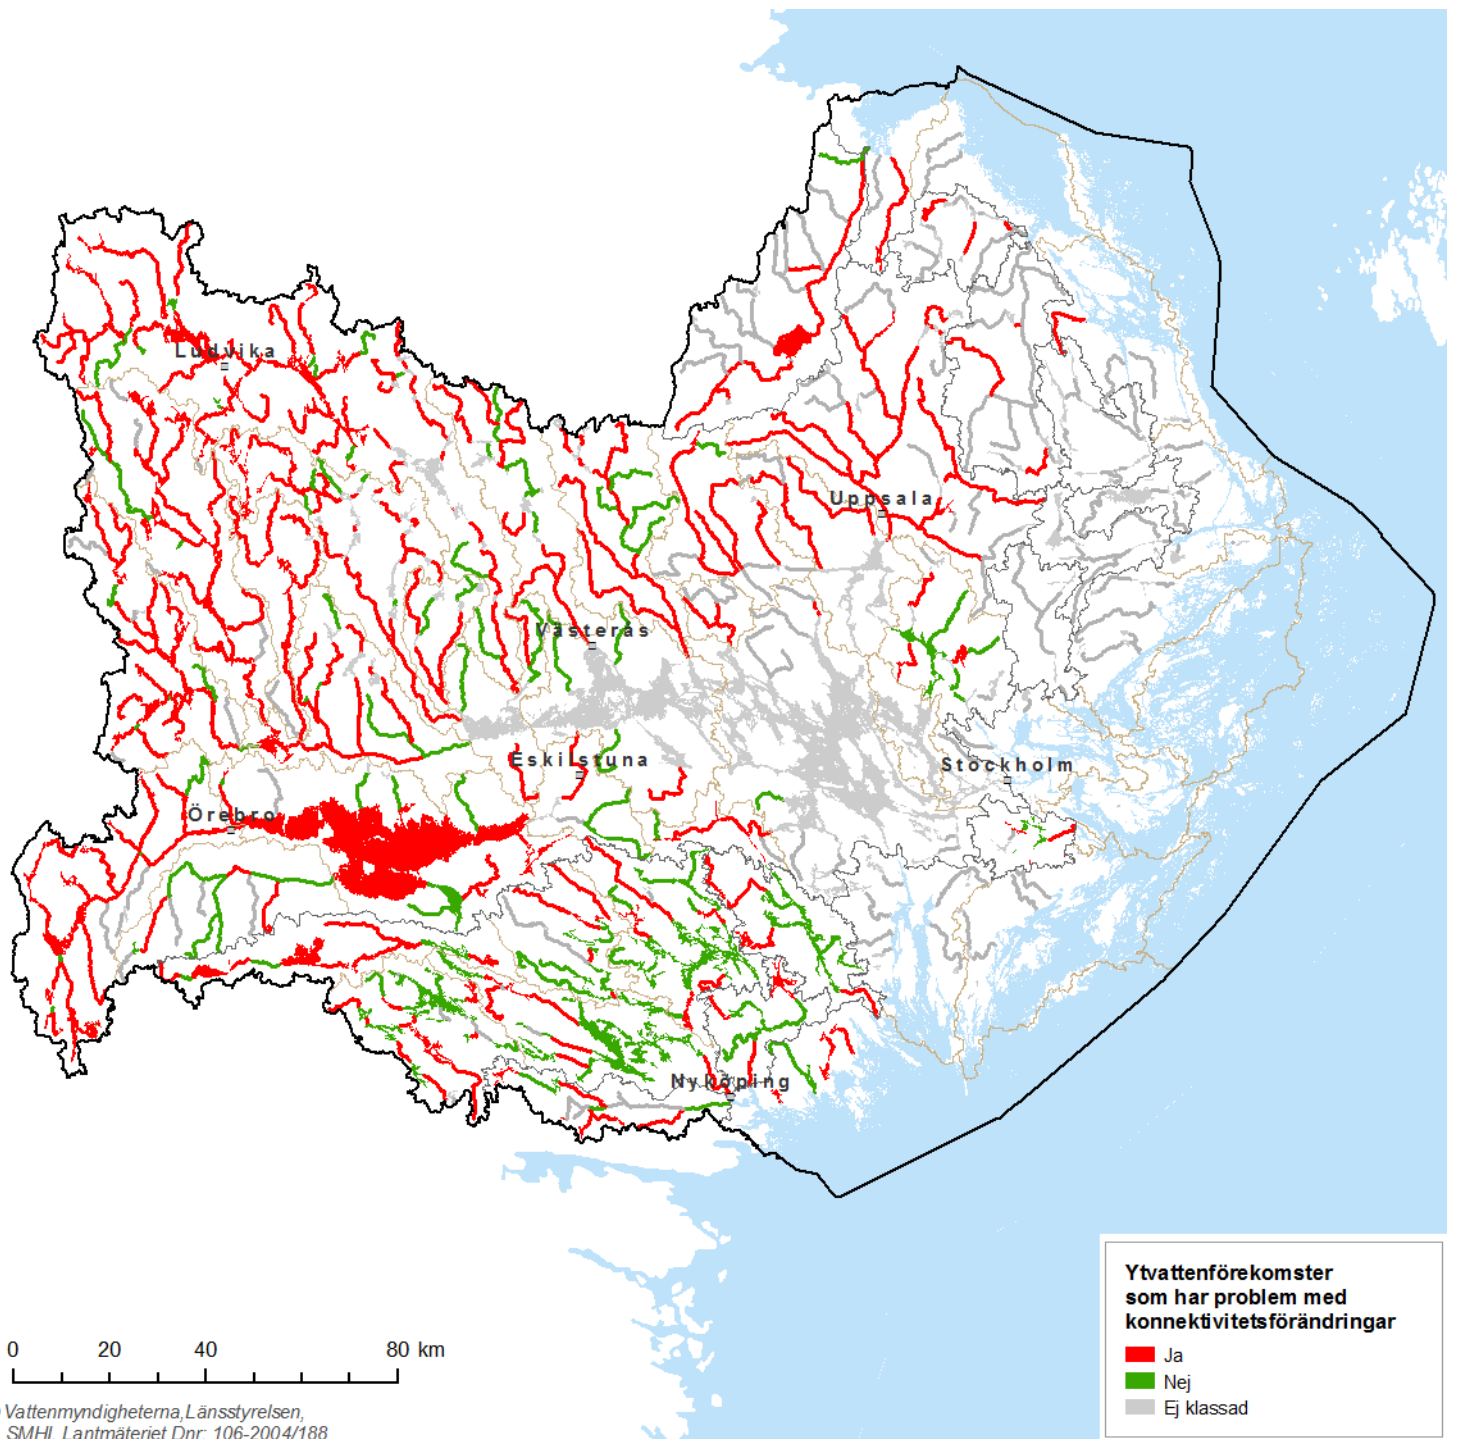 Ludvika
Uppsala
Västerås
Eskilstuna
Stockholm
Örebro
Nyköping
Ytvattenförekomster
som har problem med
konnektivitetsförändringar
Ja
Nej
Ej klassad
0 20 40 80 km
Vattenmyndigheterna,Länsstyrelsen,
SMHI, Lantmäteriet Dnr: 106-2004/188